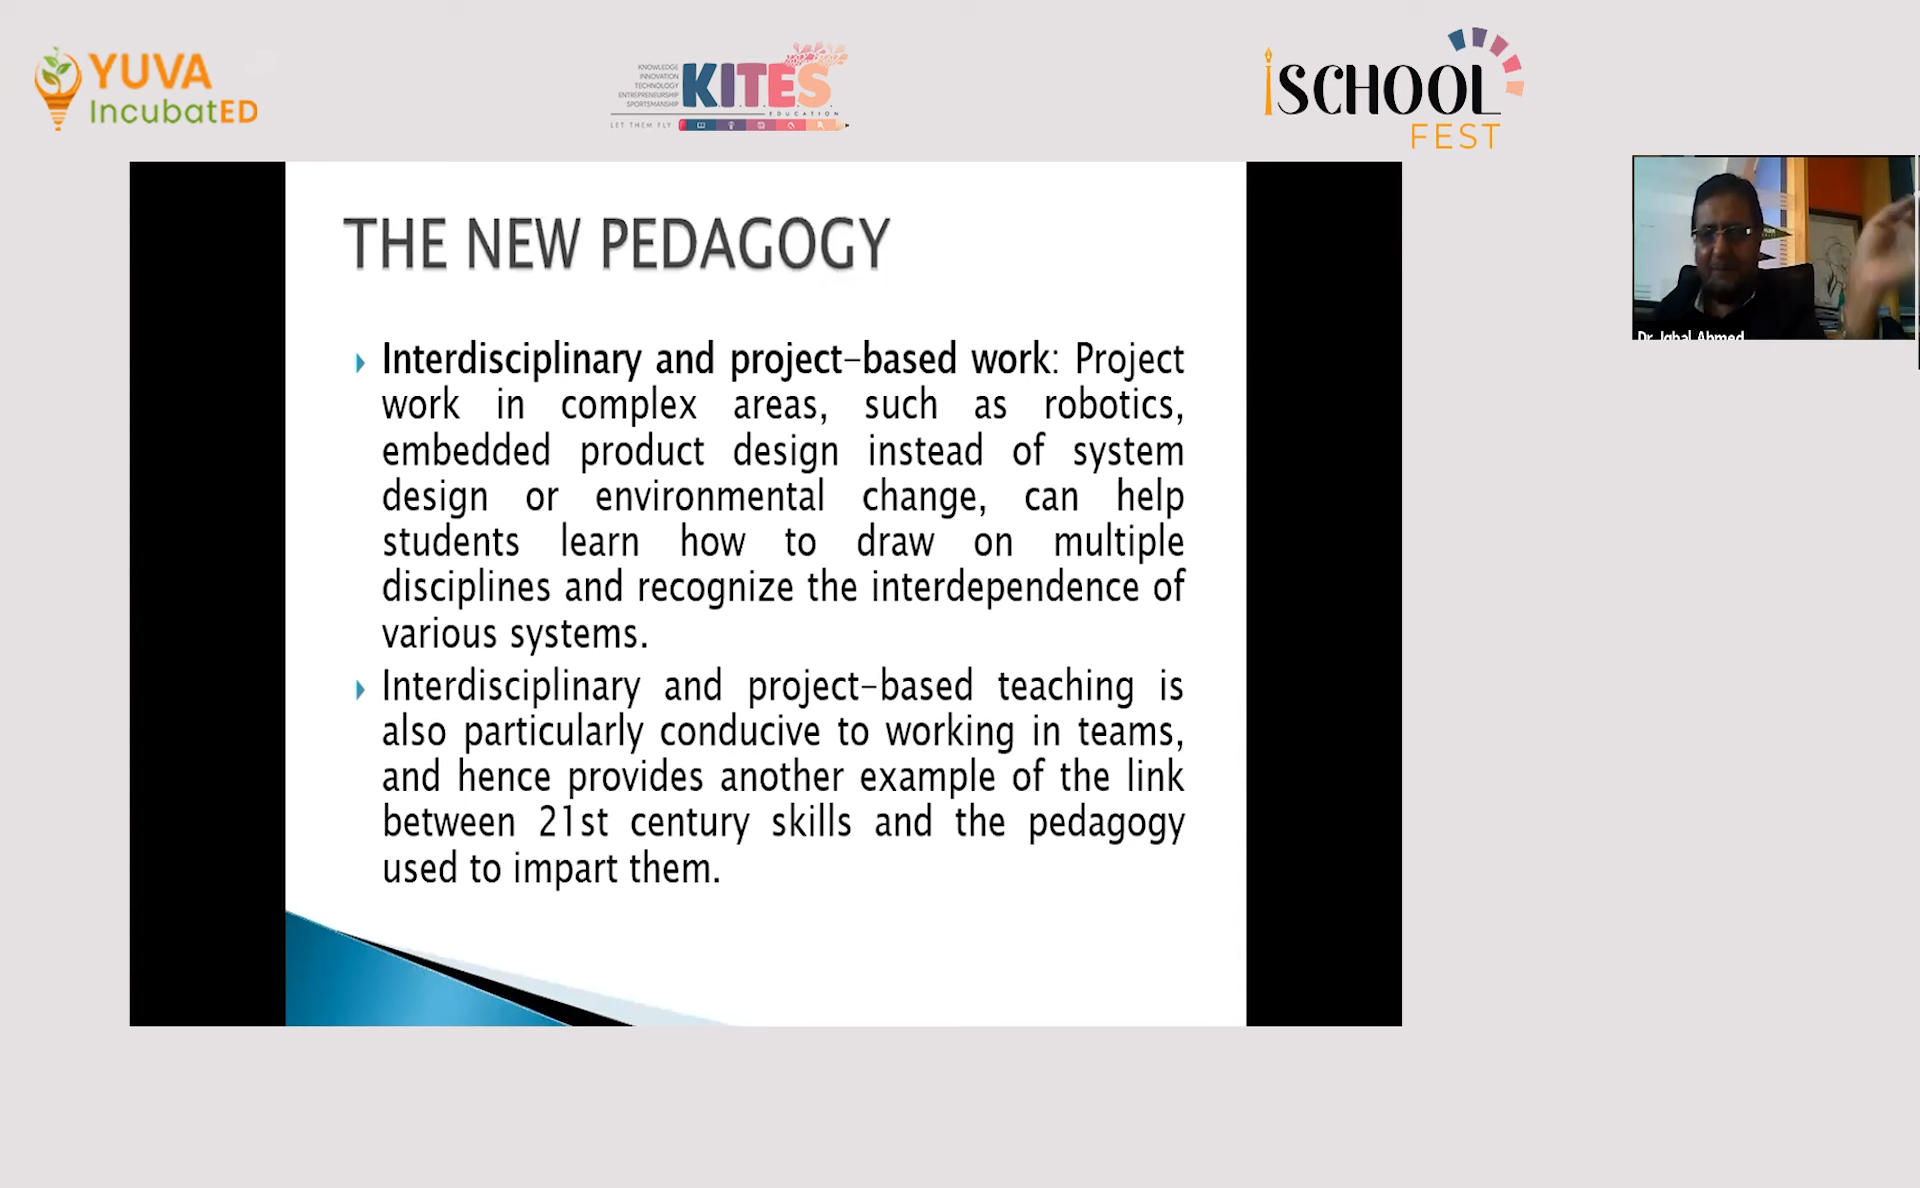 YUVA
IncubatED
KNOWLEDGE
INNOVATION
TECHNOLOGY
ENTREPRENEURSHIP
SPORTSMANSHIP
K.I.T.E.S.
EDUCATION
LET THEM FLY
iSCHOOL
FEST
THE NEW PEDAGOGY
Interdisciplinary and project-based work: Project
work in complex areas, such as robotics,
embedded product design instead of system
design or environmental change, can help
students learn how to draw on multiple
disciplines and recognize the interdependence of
various systems.
Interdisciplinary and project-based teaching is
also particularly conducive to working in teams,
and hence provides another example of the link
between 21st century skills and the pedagogy
used to impart them.
Dr. Iqbal Ahmed